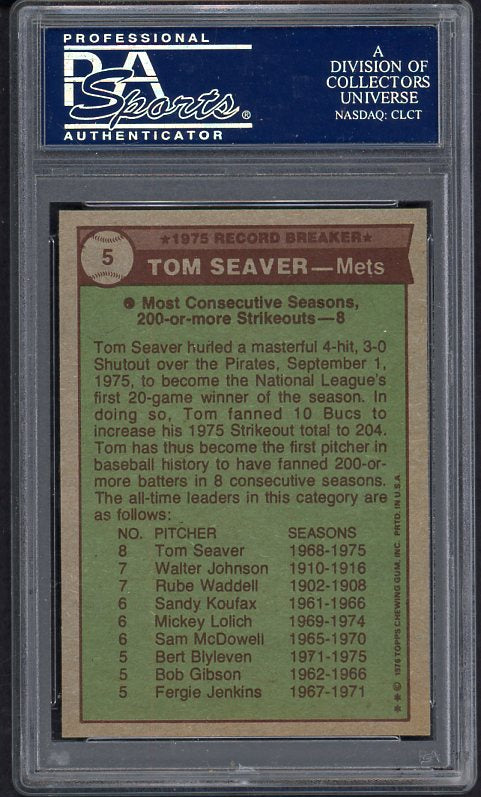 PROFESSIONAL
PSA
Sports®
AUTHENTICATOR
A
DIVISION OF
COLLECTORS
UNIVERSE
NASDAQ: CLCT
5
★1975 RECORD BREAKER★
TOM SEAVER—Mets
Most Consecutive Seasons,
200-or-more Strikeouts—8
Tom Seaver hurled a masterful 4-hit, 3-0
Shutout over the Pirates, September 1,
1975, to become the National League's
first 20-game winner of the season. In
doing so, Tom fanned 10 Bucs to
increase his 1975 Strikeout total to 204.
Tom has thus become the first pitcher in
baseball history to have fanned 200-or-
more batters in 8 consecutive seasons.
The all-time leaders in this category are
as follows:
NO. PITCHER SEASONS
8 Tom Seaver 1968-1975
7 Walter Johnson 1910-1916
7 Rube Waddell 1902-1908
6 Sandy Koufax 1961-1966
6 Mickey Lolich 1969-1974
6 Sam McDowell 1965-1970
5 Bert Blyleven 1971-1975
5 Bob Gibson 1962-1966
5 Fergie Jenkins 1967-1971
★★© 1976 TOPPS CHEWING GUM, INC. PRTD. IN U.S.A